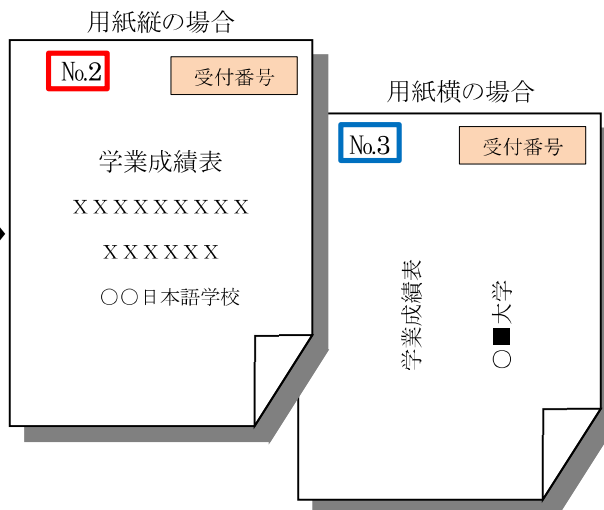 用紙縦の場合
No.2
受付番号
学業成績表
XXXXXXXXX
XXXXXX
○○日本語学校
用紙横の場合
No.3
受付番号
学業成績表
○■大学